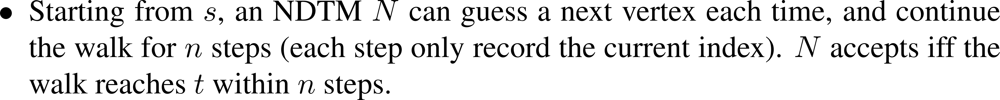 • Starting from s, an NDTM N can guess a next vertex each time, and continue
the walk for n steps (each step only record the current index). N accepts iff the
walk reaches t within n steps.